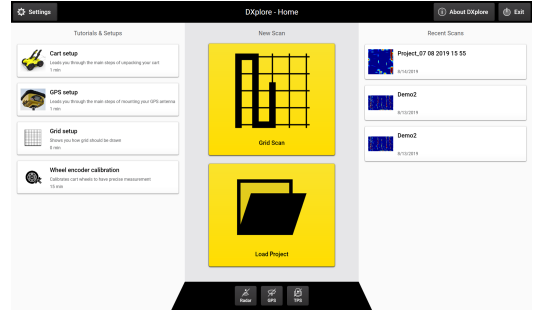 Settings
DXplore - Home
About DXplore
Exit
Tutorials & Setups
New Scan
Recent Scans
Cart setup
Leads you through the main steps of unpacking your cart
1 min
GPS setup
Leads you through the main steps of mounting your GPS antenna
1 min
Grid setup
Shows you how grid should be drawn
8 min
Wheel encoder calibration
Calibrates cart wheels to have precise measurement
15 min
Grid Scan
Load Project
Project_07 08 2019 15 55
8/14/2019
Demo2
8/13/2019
Demo2
8/13/2019
Radar
GPS
TPS